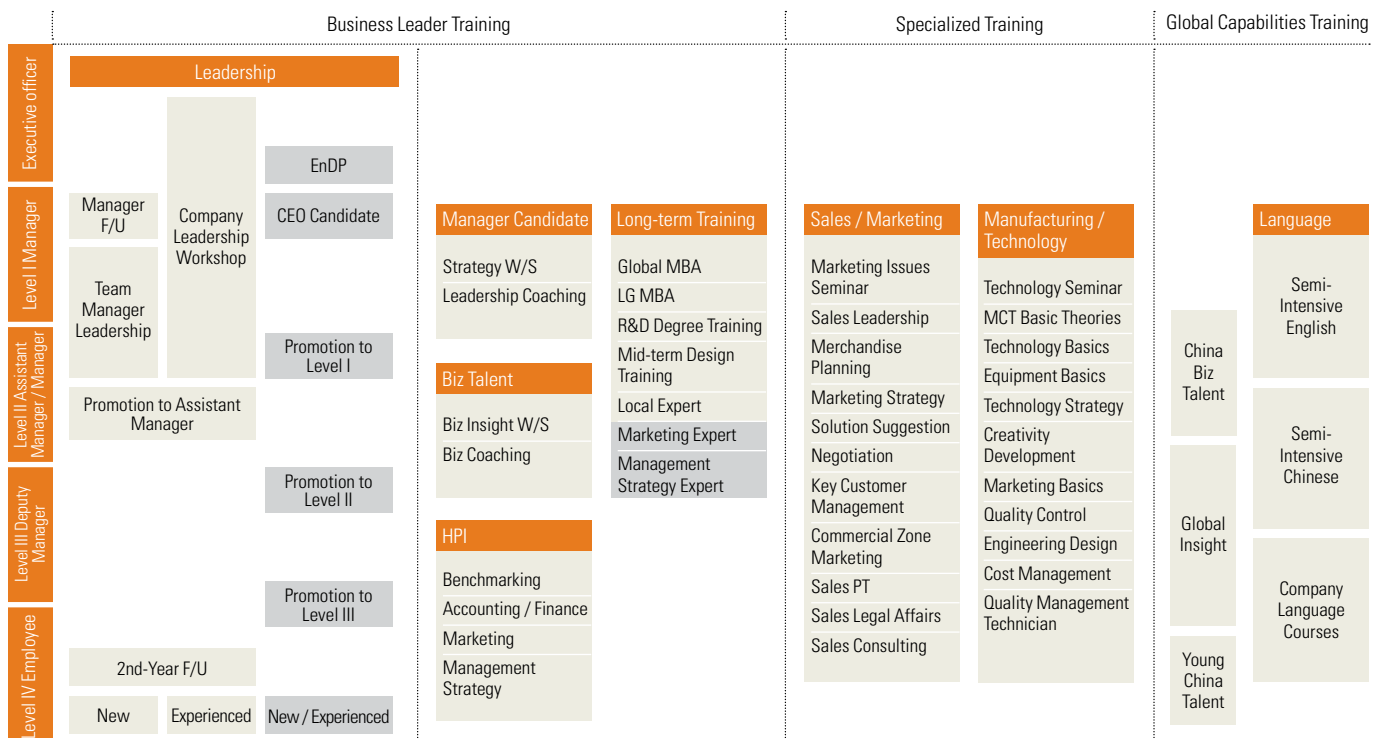 Business Leader Training
Specialized Training
Global Capabilities Training
Executive officer
Level I Manager
Level II Assistant
Manager / Manager
Level III Deputy
Manager
Level IV Employee
Leadership
EnDP
Manager
F/U
Company
Leadership
Workshop
CEO Candidate
Team
Manager
Leadership
Promotion to
Level I
Promotion to Assistant
Manager
Promotion to
Level II
Promotion to
Level III
2nd-Year F/U
New
Experienced
New / Experienced
Manager Candidate
Strategy W/S
Leadership Coaching
Biz Talent
Biz Insight W/S
Biz Coaching
HPI
Benchmarking
Accounting / Finance
Marketing
Management
Strategy
Long-term Training
Global MBA
LG MBA
R&D Degree Training
Mid-term Design
Training
Local Expert
Marketing Expert
Management
Strategy Expert
Sales / Marketing
Marketing Issues
Seminar
Sales Leadership
Merchandise
Planning
Marketing Strategy
Solution Suggestion
Negotiation
Key Customer
Management
Commercial Zone
Marketing
Sales PT
Sales Legal Affairs
Sales Consulting
Manufacturing /
Technology
Technology Seminar
MCT Basic Theories
Technology Basics
Equipment Basics
Technology Strategy
Creativity
Development
Marketing Basics
Quality Control
Engineering Design
Cost Management
Quality Management
Technician
China
Biz
Talent
Global
Insight
Young
China
Talent
Language
Semi-
Intensive
English
Semi-
Intensive
Chinese
Company
Language
Courses